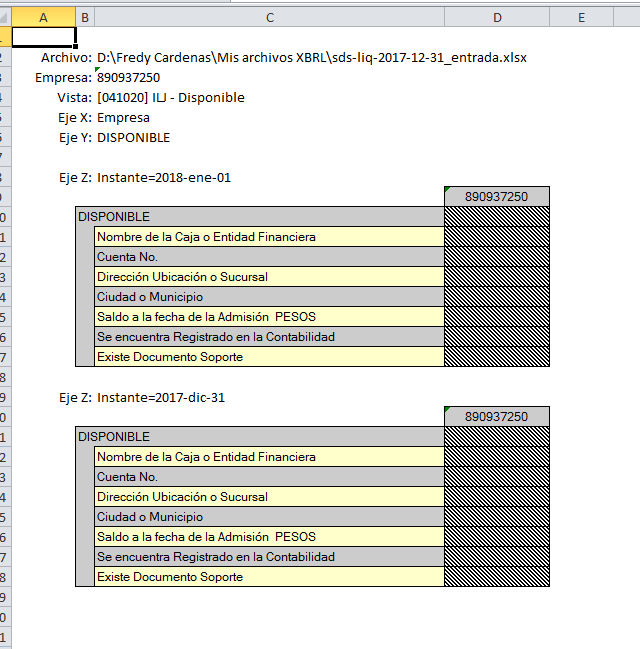 A B C D E
Archivo: D:\Fredy Cardenas\Mis archivos XBRL\sds-liq-2017-12-31_entrada.xlsx
Empresa: 890937250
Vista: [041020] ILJ - Disponible
Eje X: Empresa
Eje Y: DISPONIBLE
Eje Z: Instante=2018-ene-01
890937250
DISPONIBLE
Nombre de la Caja o Entidad Financiera
Cuenta No.
Dirección Ubicación o Sucursal
Ciudad o Municipio
Saldo a la fecha de la Admisión  PESOS
Se encuentra Registrado en la Contabilidad
Existe Documento Soporte
Eje Z: Instante=2017-dic-31
890937250
DISPONIBLE
Nombre de la Caja o Entidad Financiera
Cuenta No.
Dirección Ubicación o Sucursal
Ciudad o Municipio
Saldo a la fecha de la Admisión  PESOS
Se encuentra Registrado en la Contabilidad
Existe Documento Soporte